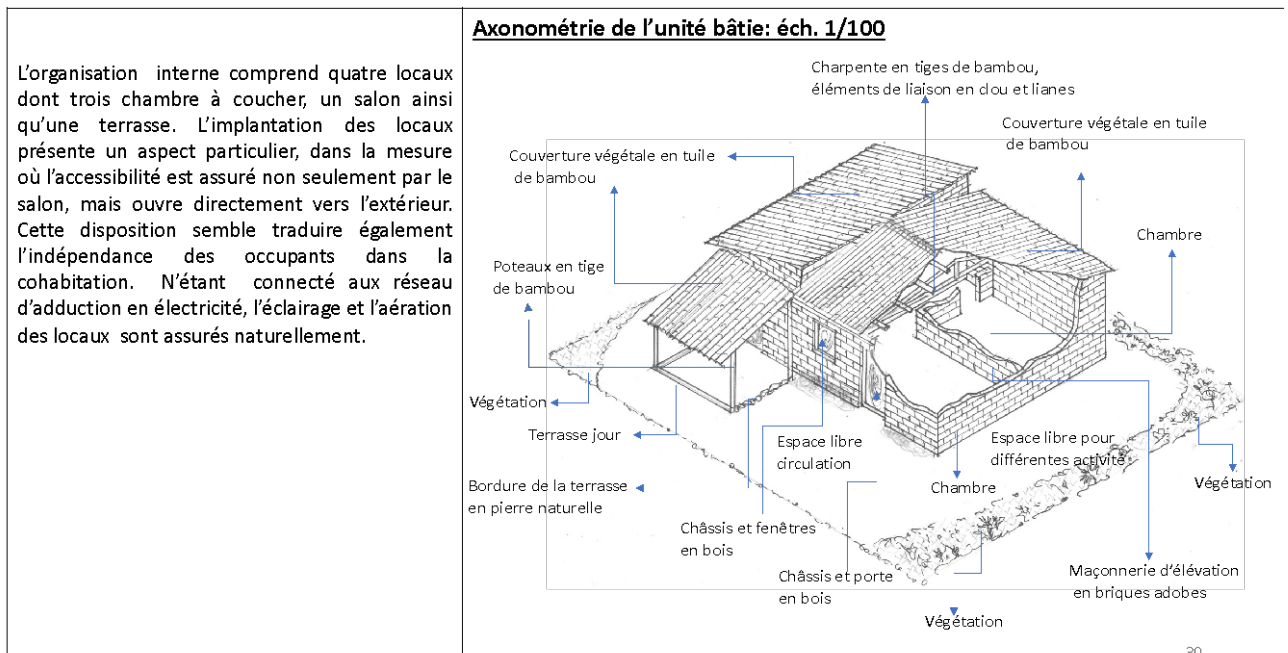 L'organisation interne comprend quatre locaux
dont trois chambre à coucher, un salon ainsi
qu'une terrasse. L'implantation des locaux
présente un aspect particulier, dans la mesure
où l'accessibilité est assuré non seulement par le
salon, mais ouvre directement vers l'extérieur.
Cette disposition semble traduire également
l'indépendance des occupants dans la
cohabitation. N'étant connecté aux réseau
d'adduction en électricité, l'éclairage et l'aération
des locaux sont assurés naturellement.
Axonométrie de l'unité bâtie: éch. 1/100
Charpente en tiges de bambou,
éléments de liaison en clou et lianes
Couverture végétale en tuile
de bambou
Couverture végétale en tuile
de bambou
Chambre
Poteaux en tige
de bambou
Végétation
Terrasse jour
Espace libre
circulation
Espace libre pour
différentes activité
Bordure de la terrasse
en pierre naturelle
Chambre
Végétation
Châssis et fenêtres
en bois
Châssis et porte
en bois
Maçonnerie d'élévation
en briques adobes
Végétation